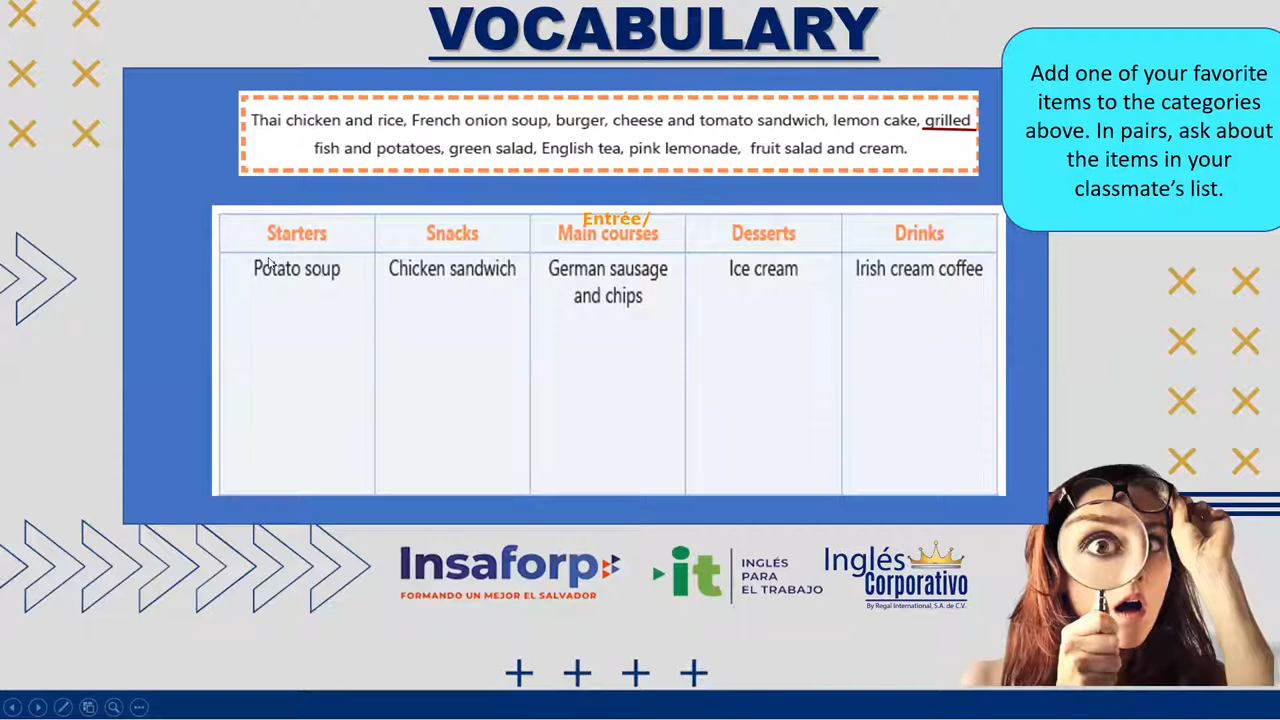 VOCABULARY
Thai chicken and rice, French onion soup, burger, cheese and tomato sandwich, lemon cake, grilled
fish and potatoes, green salad, English tea, pink lemonade, fruit salad and cream.
Add one of your favorite
items to the categories
above. In pairs, ask about
the items in your
classmate's list.
Entrée/
Starters Snacks Main courses Desserts Drinks
Potato soup Chicken sandwich German sausage Ice cream Irish cream coffee
and chips
Insaforp
FORMANDO UN MEJOR EL SALVADOR
it
INGLÉS
PARA
EL TRABAJO
Inglés
Corporativo
By Regal International, S.A. de C.V.